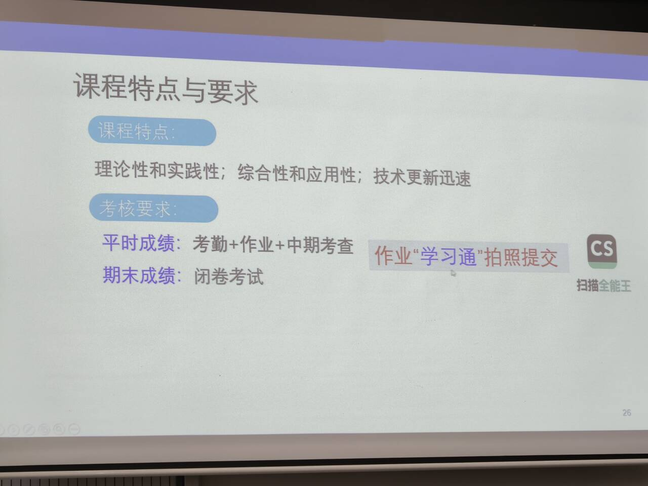 课程特点与要求
课程特点：
理论性和实践性；综合性和应用性；技术更新迅速
考核要求：
平时成绩：考勤+作业+中期考查
期末成绩：闭卷考试
作业“学习通”拍照提交
CS
扫描全能王
26